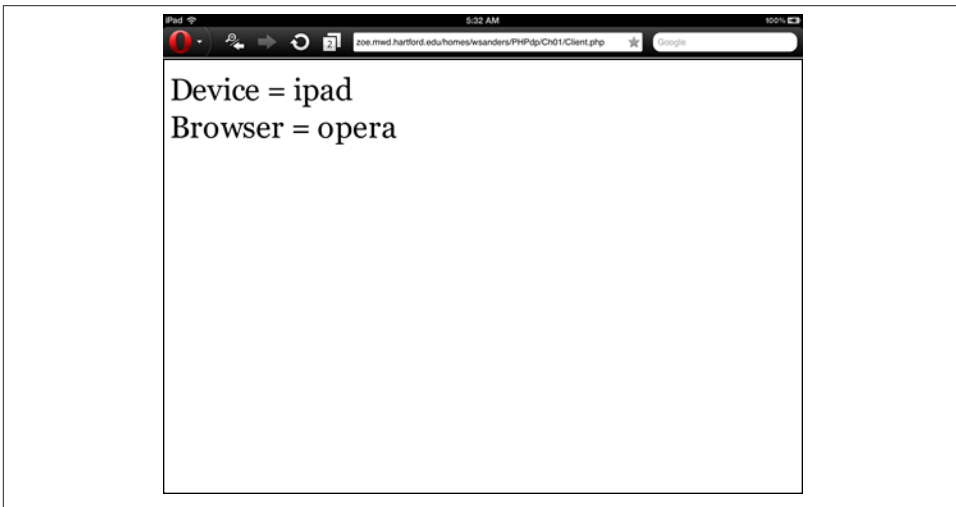 iPad 5:32 AM 100%
2 zoe.mwd.hartford.edu/homes/wsanders/PHPdp/Ch01/Client.php Google
Device = ipad
Browser = opera